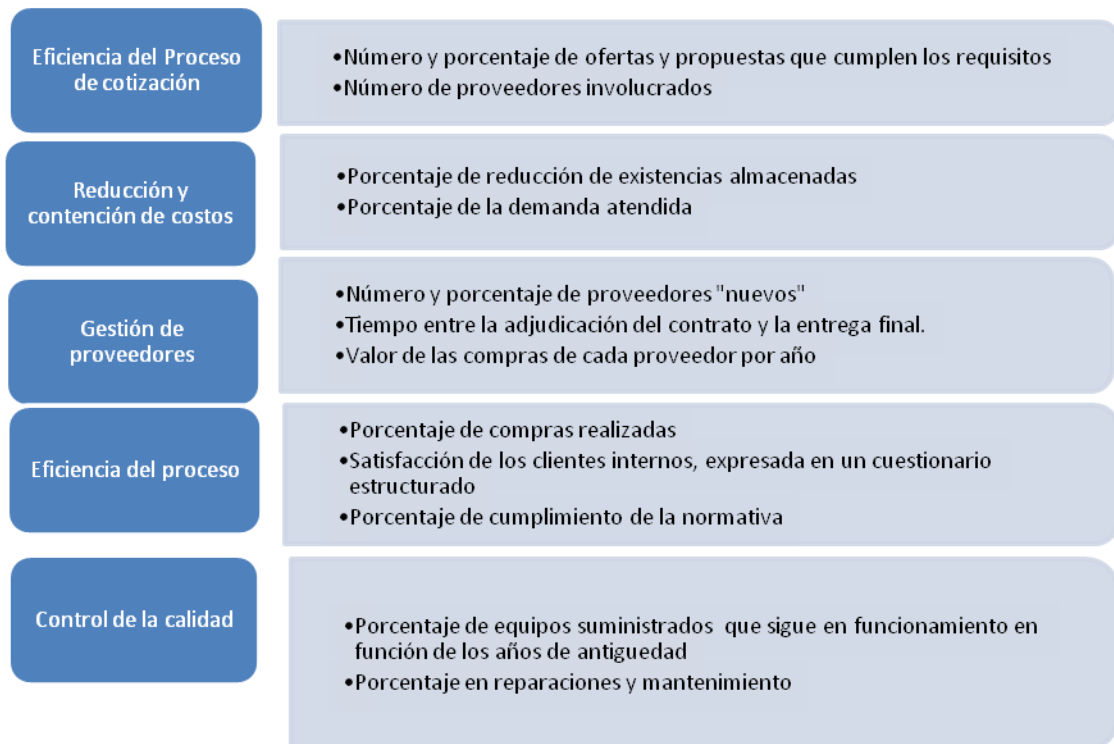 Eficiencia del Proceso
de cotización
•Número y porcentaje de ofertas y propuestas que cumplen los requisitos
•Número de proveedores involucrados
Reducción y
contención de costos
•Porcentaje de reducción de existencias almacenadas
•Porcentaje de la demanda atendida
Gestión de
proveedores
•Número y porcentaje de proveedores "nuevos"
•Tiempo entre la adjudicación del contrato y la entrega final.
•Valor de las compras de cada proveedor por año
Eficiencia del proceso
•Porcentaje de compras realizadas
•Satisfacción de los clientes internos, expresada en un cuestionario
estructurado
•Porcentaje de cumplimiento de la normativa
Control de la calidad
•Porcentaje de equipos suministrados que sigue en funcionamiento en
función de los años de antiguedad
•Porcentaje en reparaciones y mantenimiento